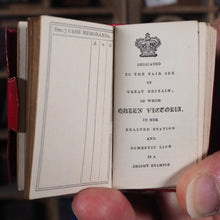 CASH MEMORANDA.
£. s. d.
DEDICATED
TO THE FAIR SEX
OF
GREAT BRITAIN,
OF WHOM
QUEEN VICTORIA,
IN HER
EXALTED STATION
AND
DOMESTIC LIFE
IS A
BRIGHT EXAMPLE